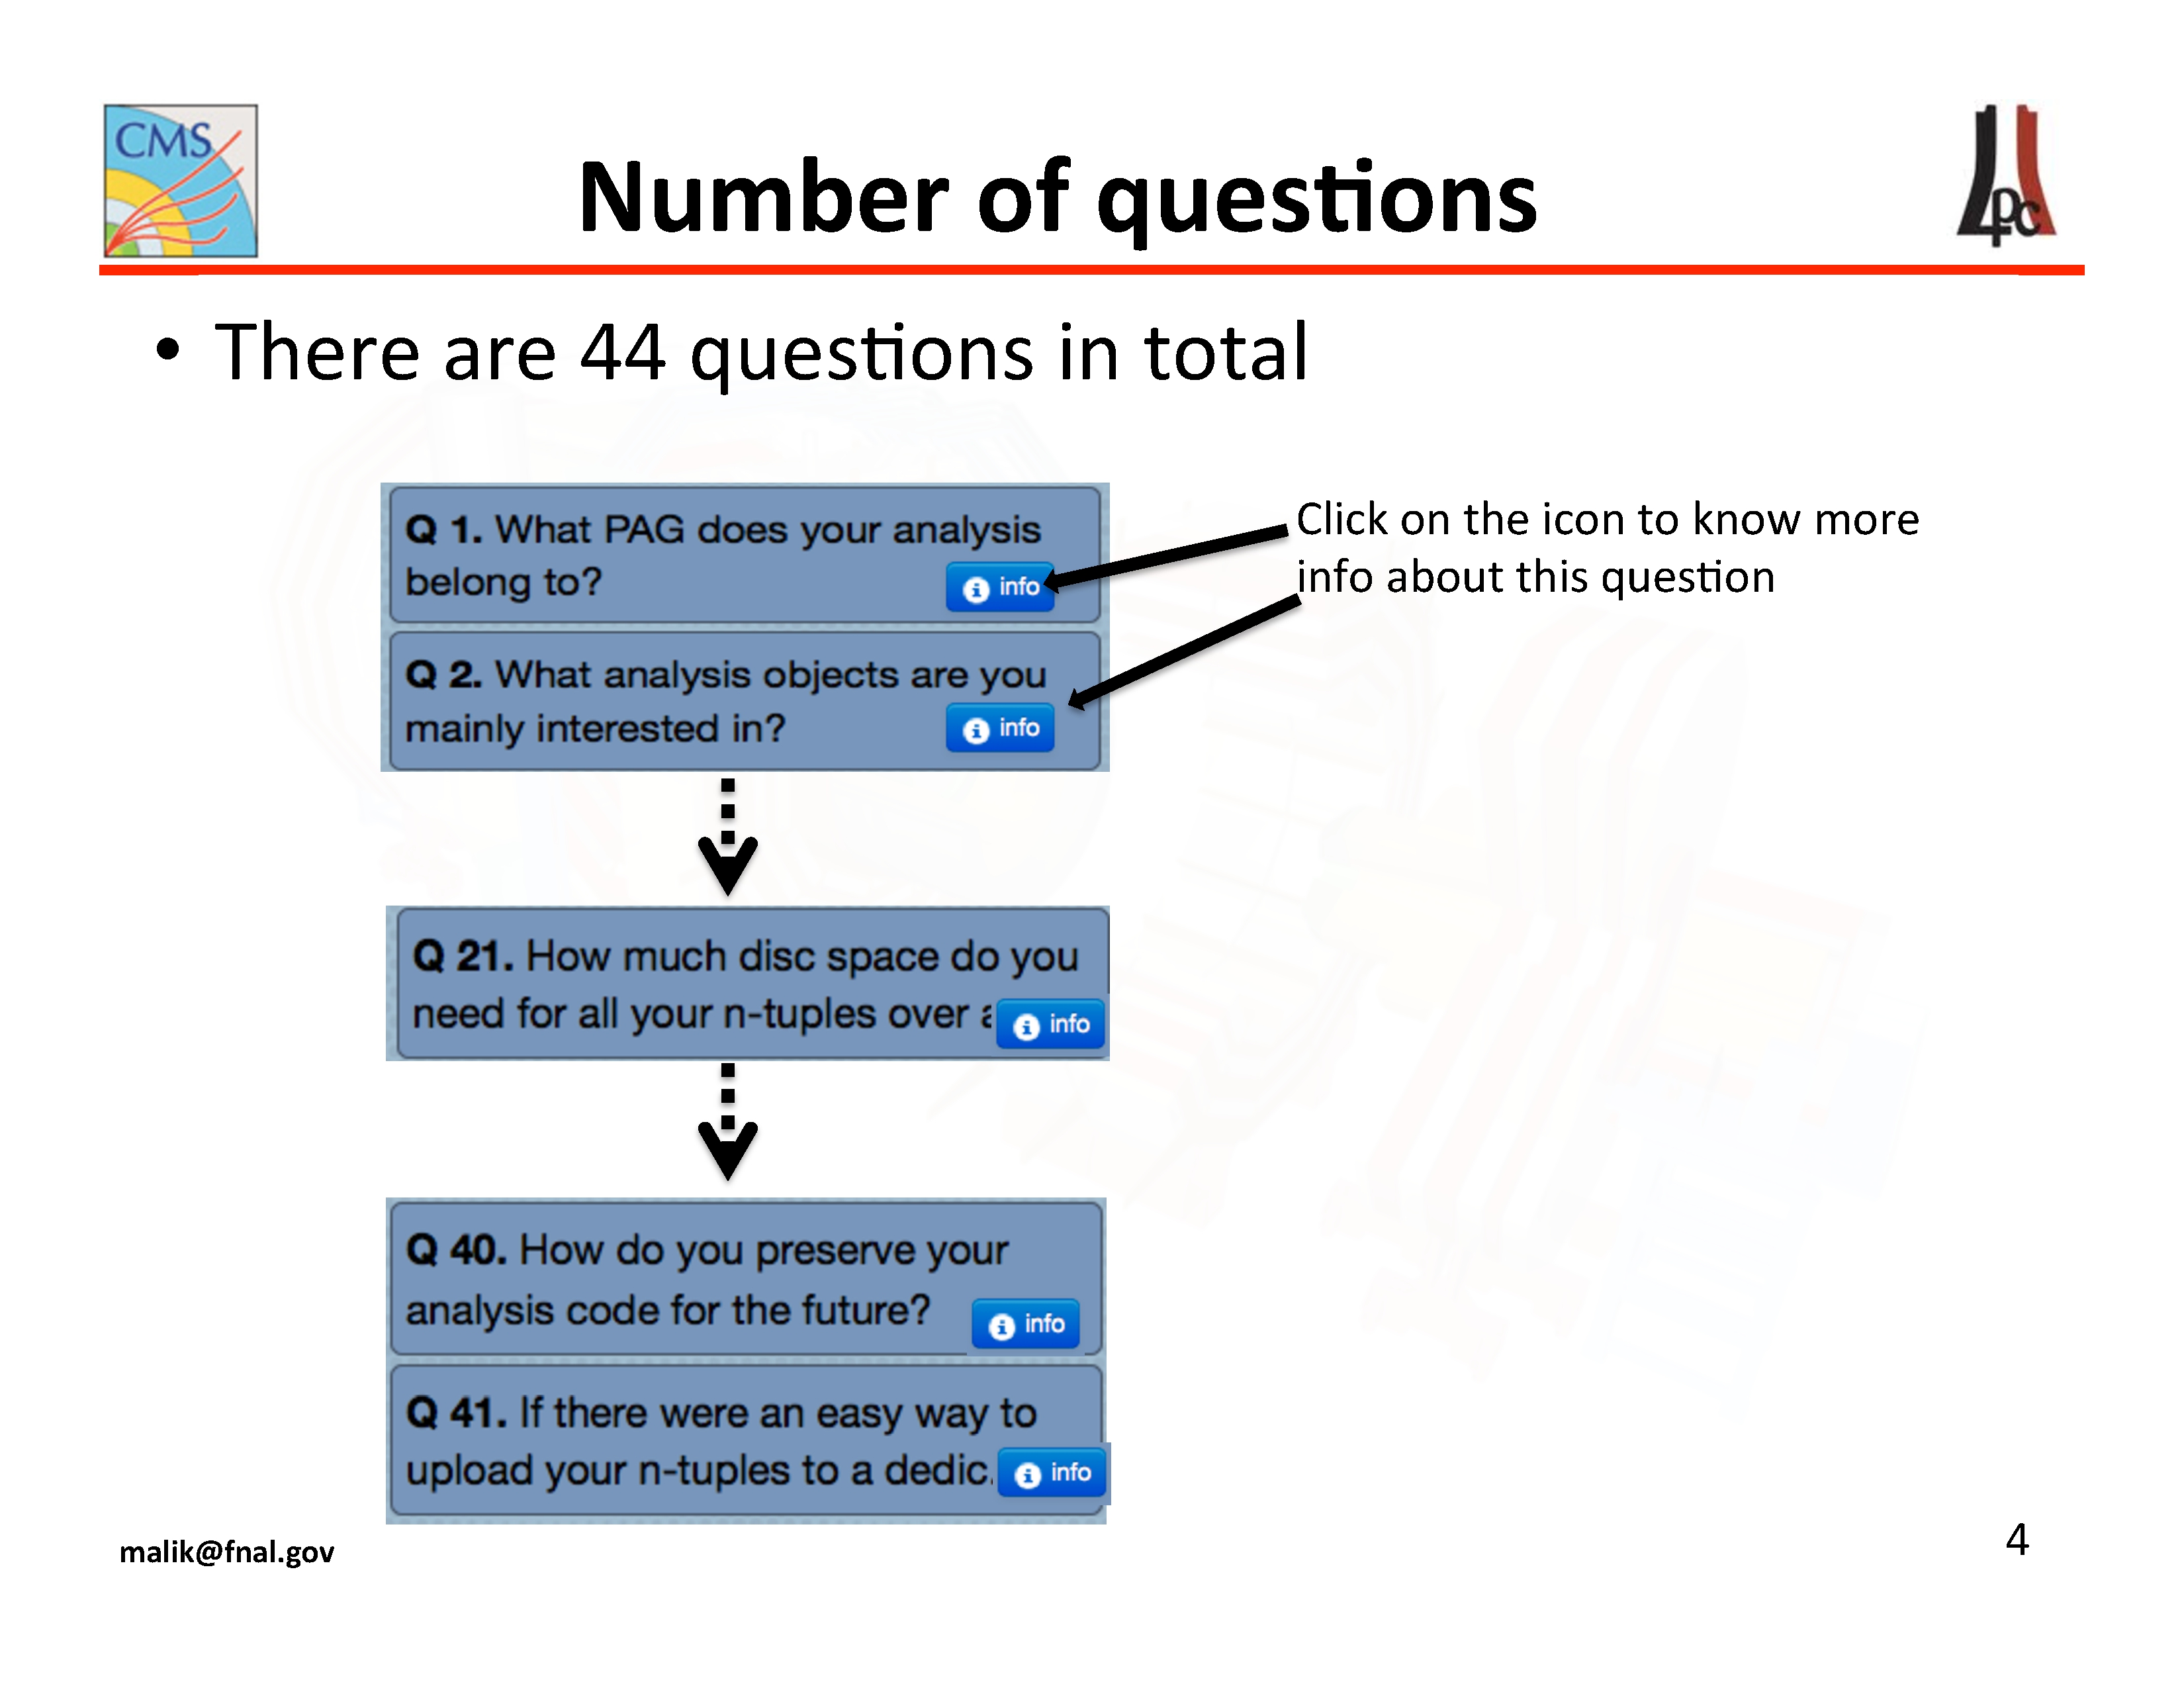 CMS
Number of questions
LPC
• There are 44 questions in total
Q 1. What PAG does your analysis
belong to?
info
Click on the icon to know more
info about this question
Q 2. What analysis objects are you
mainly interested in?
info
Q 21. How much disc space do you
need for all your n-tuples over
info
Q 40. How do you preserve your
analysis code for the future?
info
Q 41. If there were an easy way to
upload your n-tuples to a dedic.
info
malik@fnal.gov
4